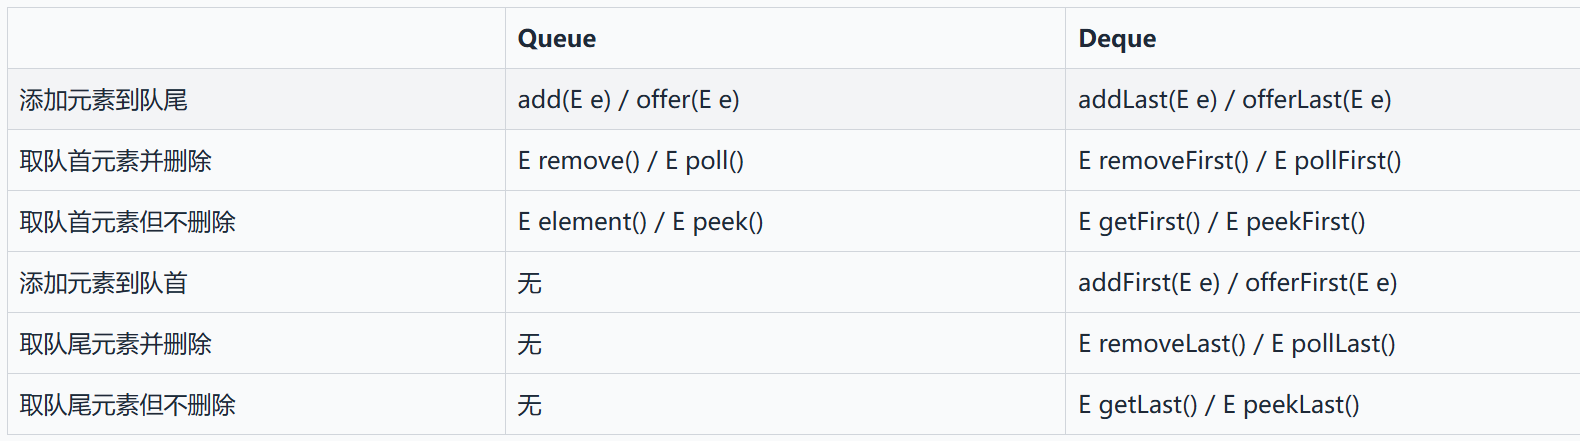 Queue Deque
添加元素到队尾 add(E e) / offer(E e) addLast(E e) / offerLast(E e)
取队首元素并删除 E remove() / E poll() E removeFirst() / E pollFirst()
取队首元素但不删除 E element() / E peek() E getFirst() / E peekFirst()
添加元素到队首 无 addFirst(E e) / offerFirst(E e)
取队尾元素并删除 无 E removeLast() / E pollLast()
取队尾元素但不删除 无 E getLast() / E peekLast()